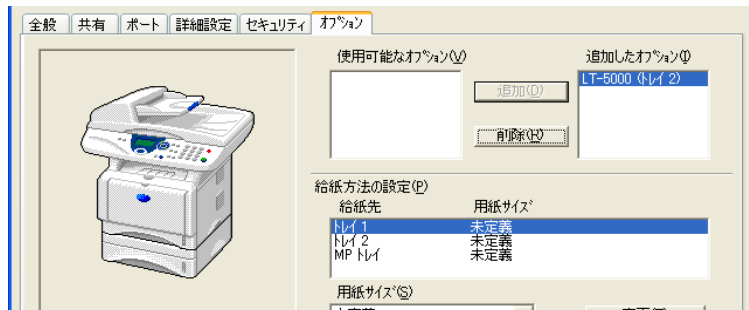 全般 共有 ポート 詳細設定 セキュリティ オプション
使用可能なオプション(V) 追加したオプション(I)
LT-5000 (トレイ 2)
追加(D)
削除(R)
給紙方法の設定(P)
給紙先 用紙サイズ
トレイ 1 未定義
トレイ 2 未定義
MP トレイ 未定義
用紙サイズ(S)